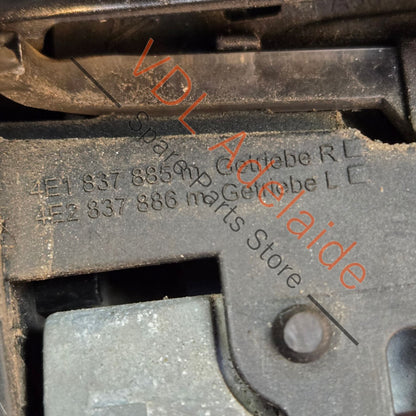 4E1 837 885 m Getriebe R
4E2 837 886 m Getriebe L
VDL Adelaide
Spare Parts Store